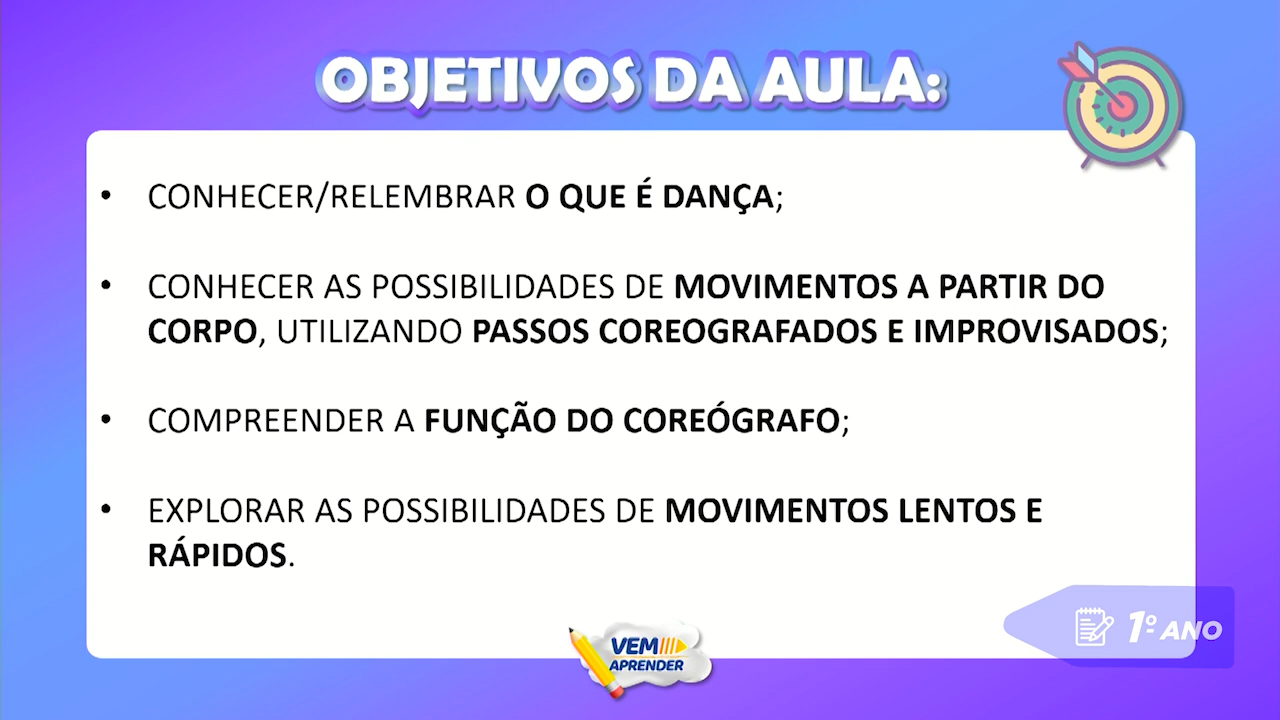 OBJETIVOS DA AULA:
• CONHECER/RELEMBRAR O QUE É DANÇA;
• CONHECER AS POSSIBILIDADES DE MOVIMENTOS A PARTIR DO
CORPO, UTILIZANDO PASSOS COREOGRAFADOS E IMPROVISADOS;
• COMPREENDER A FUNÇÃO DO COREÓGRAFO;
• EXPLORAR AS POSSIBILIDADES DE MOVIMENTOS LENTOS E
RÁPIDOS.
1º ANO
VEM
APRENDER